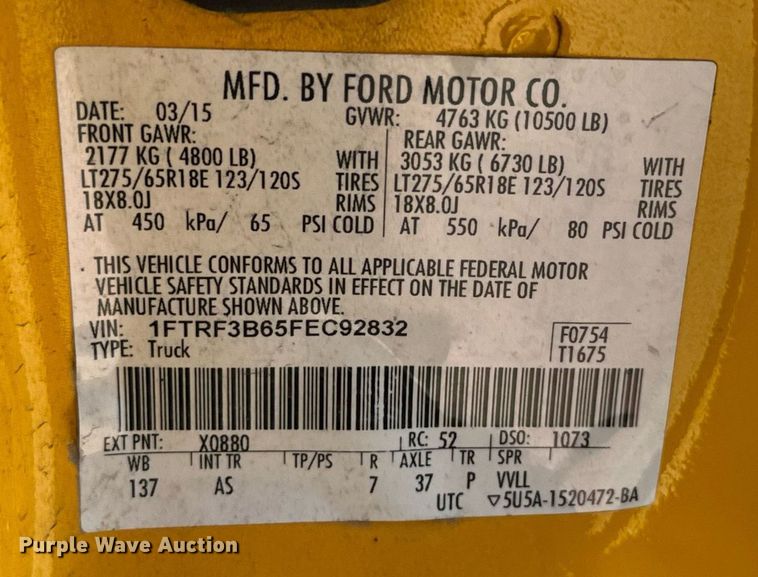 MFD. BY FORD MOTOR CO.
DATE: 03/15 GVWR: 4763 KG (10500 LB)
FRONT GAWR: REAR GAWR:
2177 KG ( 4800 LB) WITH 3053 KG ( 6730 LB) WITH
LT275/65R18E 123/120S TIRES LT275/65R18E 123/120S TIRES
18X8.0J RIMS 18X8.0J RIMS
AT 450 kPa/ 65 PSI COLD AT 550 kPa/ 80 PSI COLD
THIS VEHICLE CONFORMS TO ALL APPLICABLE FEDERAL MOTOR
VEHICLE SAFETY STANDARDS IN EFFECT ON THE DATE OF
MANUFACTURE SHOWN ABOVE.
VIN: 1FTRF3B65FEC92832 F0754
TYPE: Truck T1675
EXT PNT: X0880 RC: 52 DSO: 1073
WB INT TR TP/PS R AXLE TR SPR
137 AS 7 37 P VVLL
UTC ▽5U5A-1520472-BA
Purple Wave Auction